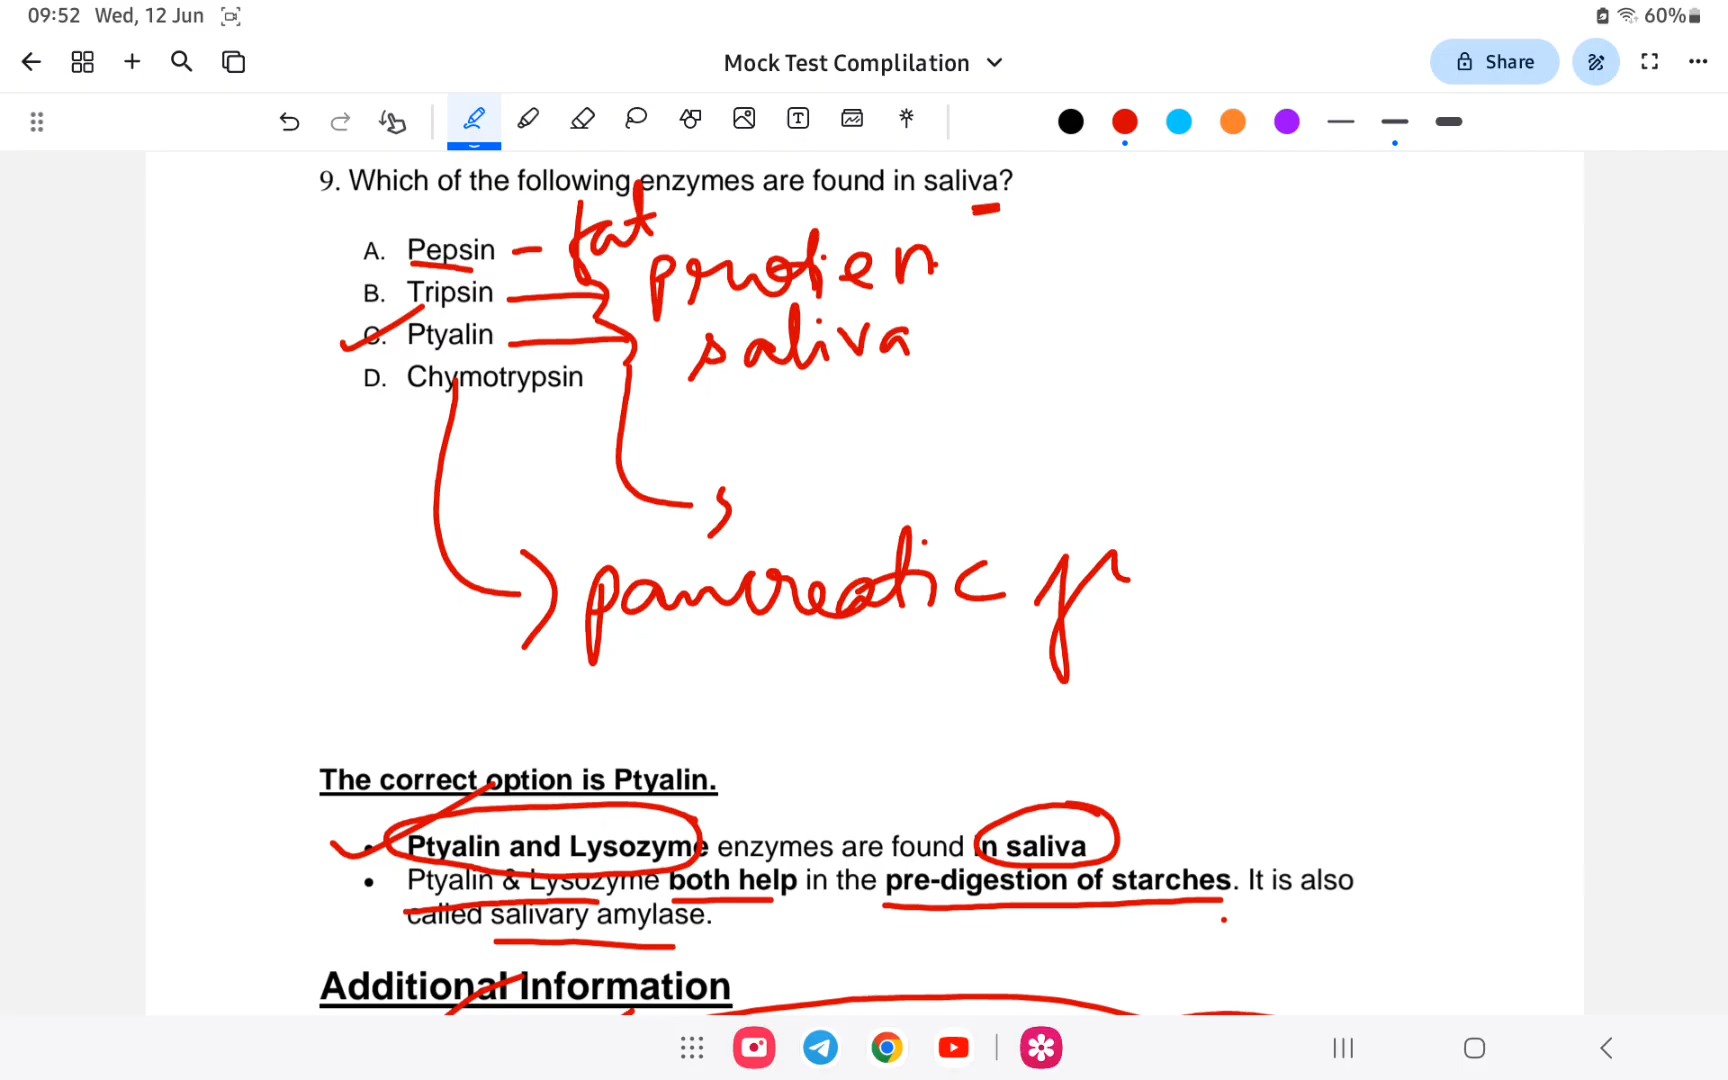 09:52 Wed, 12 Jun 60%
Mock Test Complilation
Share
9. Which of the following enzymes are found in saliva?
fat
A. Pepsin
protien
B. Tripsin
C. Ptyalin
saliva
D. Chymotrypsin
pancreatic
The correct option is Ptyalin.
• Ptyalin and Lysozyme enzymes are found in saliva
• Ptyalin & Lysozyme both help in the pre-digestion of starches. It is also
called salivary amylase.
Additional Information